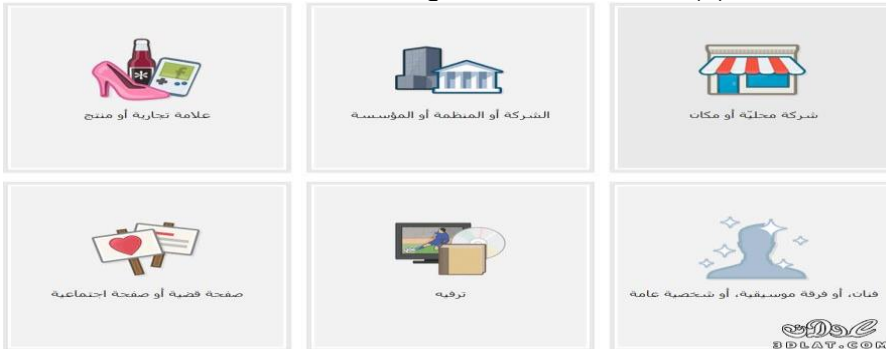 شركة محليّة أو مكان
الشركة أو المنظمة أو المؤسسة
علامة تجارية أو منتج
فنان، أو فرقة موسيقية، أو شخصية عامة
ترفيه
صفحة قضية أو صفحة اجتماعية
عدلات
3DLAT.COM